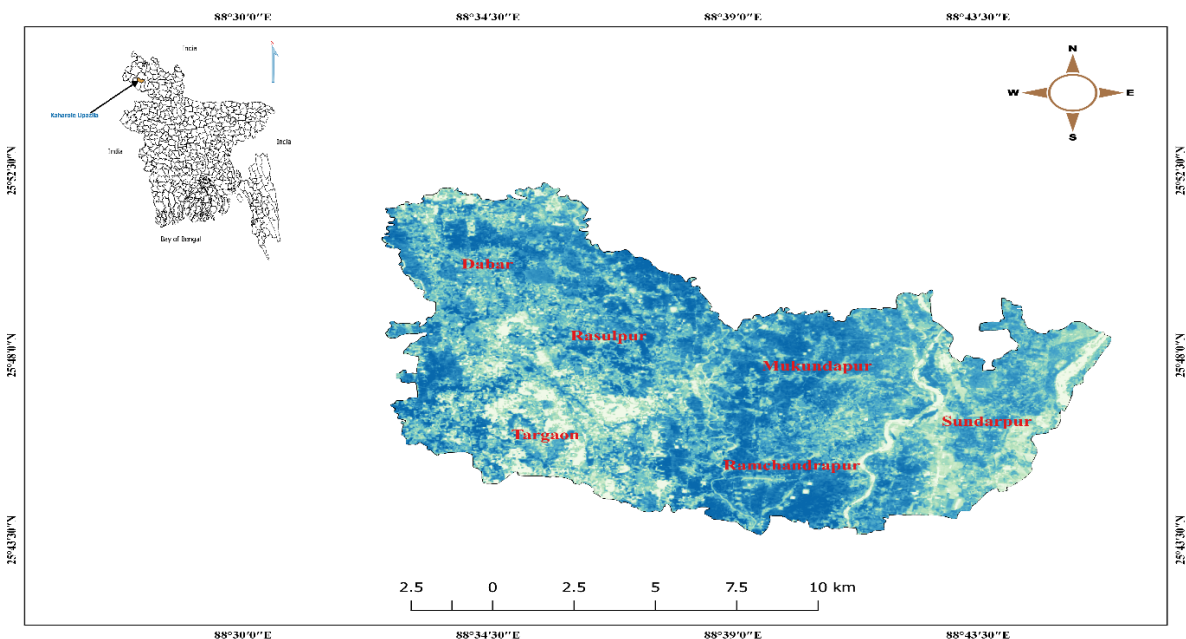 88°30'0"E 88°34'30"E 88°39'0"E 88°43'30"E
India
Kaharole Upazila
India
India
Bay of Bengal
N
W E
S
25°52'30"N 25°52'30"N
25°48'0"N 25°48'0"N
25°43'30"N 25°43'30"N
Dabar
Rasulpur
Mukundapur
Sundarpur
Targaon
Ramchandrapur
2.5 0 2.5 5 7.5 10 km
88°30'0"E 88°34'30"E 88°39'0"E 88°43'30"E